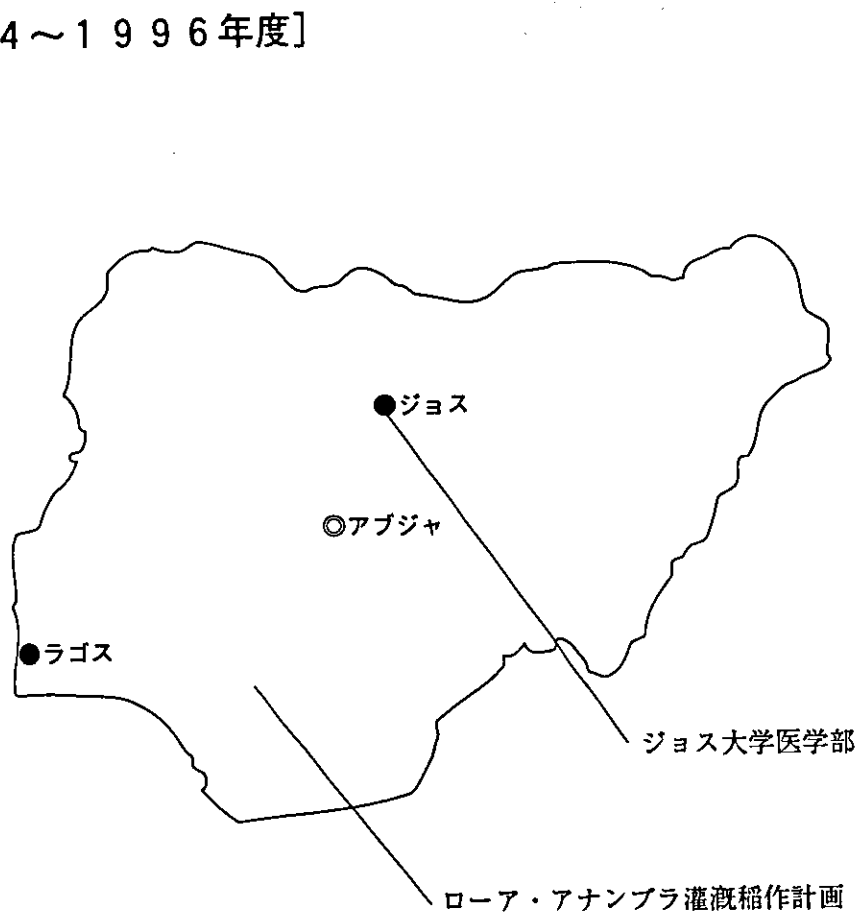 4～1996年度]
ジョス
アブジャ
ラゴス
ジョス大学医学部
ローア・アナンブラ灌漑稲作計画